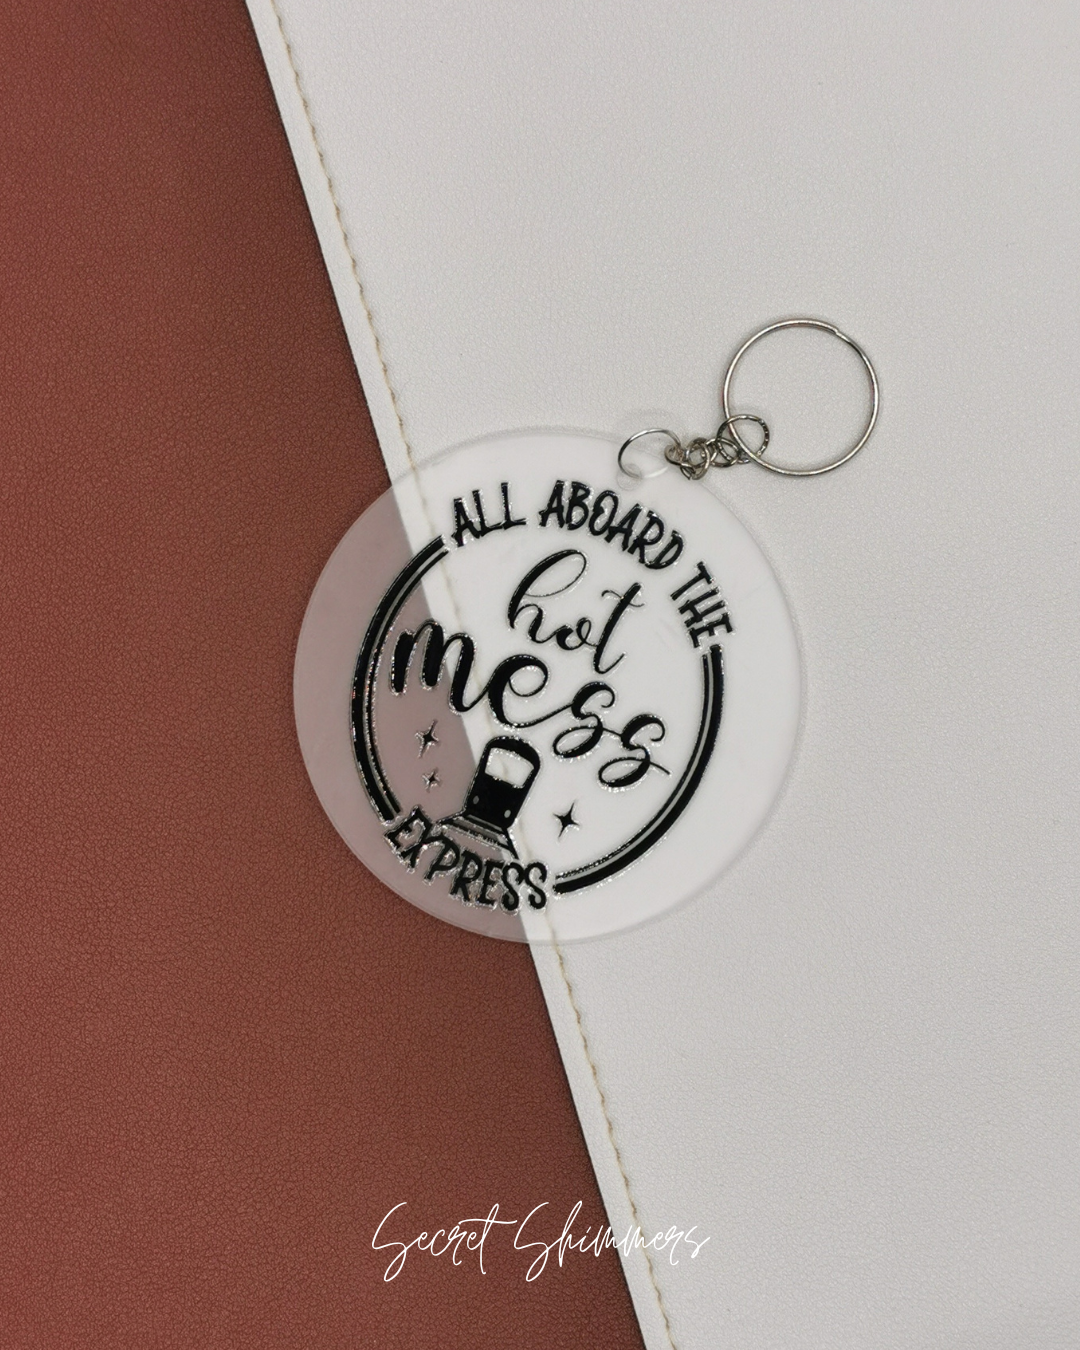 ALL ABOARD THE
hot
mess
EXPRESS
Secret Shimmers